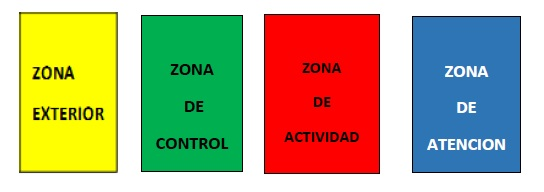 ZONA
EXTERIOR
ZONA
DE
CONTROL
ZONA
DE
ACTIVIDAD
ZONA
DE
ATENCION